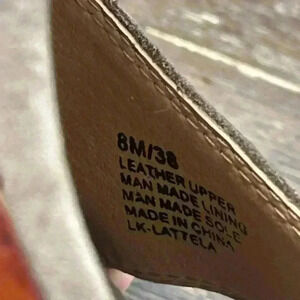 8M/38
LEATHER UPPER
MAN MADE LINING
MAN MADE SOLE
MADE IN CHINA
LK-LATTELA